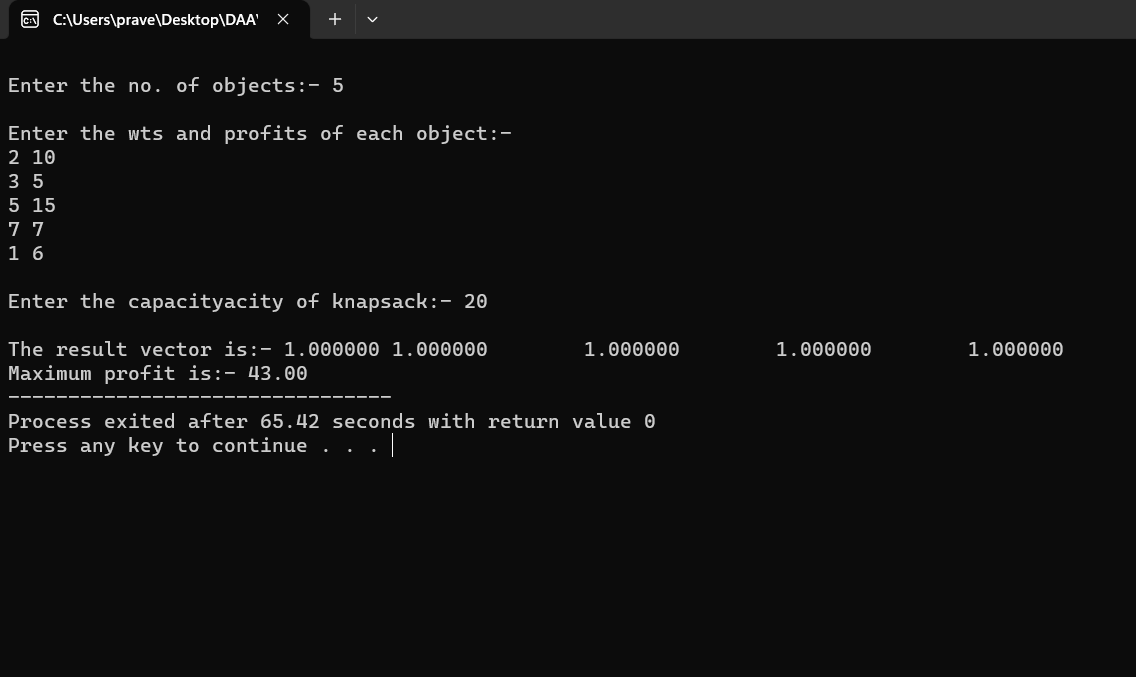 C:\Users\prave\Desktop\DAA'
Enter the no. of objects:- 5
Enter the wts and profits of each object:-
2 10
3 5
5 15
7 7
1 6
Enter the capacityacity of knapsack:- 20
The result vector is:- 1.000000 1.000000 1.000000 1.000000 1.000000
Maximum profit is:- 43.00
--------------------------------
Process exited after 65.42 seconds with return value 0
Press any key to continue . . .